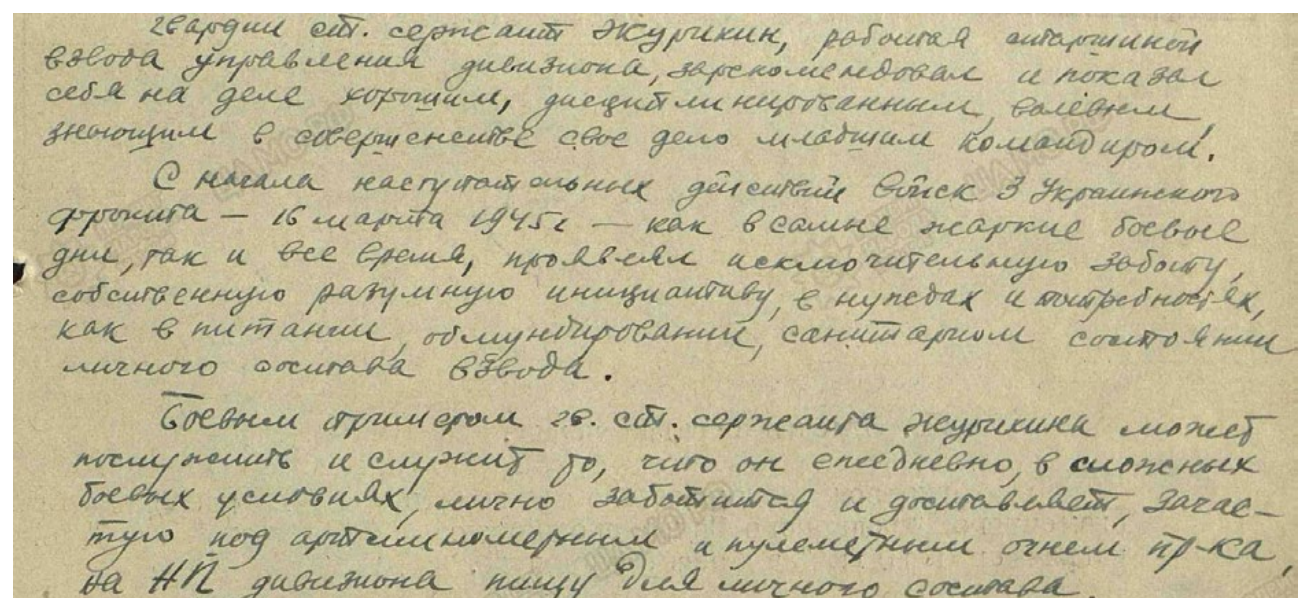 Гвардии ст. сержант Журихин, работая старшиной
взвода управления дивизиона, зарекомендовал и показал
себя на деле хорошим, дисциплинированным, волевым,
знающим в совершенстве свое дело младшим командиром.
С начала наступательных действий войск 3 Украинского
фронта – 16 марта 1945г – как в самые жаркие боевые
дни, так и все время, проявлял исключительную заботу,
собственную разумную инициативу, в нуждах и потребностях,
как в питании, обмундировании, санитарном состоянии
личного состава взвода.
Боевым примером гв. ст. сержанта Журихина может
послужить и служит то, что он ежедневно, в сложных
боевых условиях, лично заботится и доставляет, зачас-
тую под артиллерийским и пулеметным огнем пр-ка,
на НП дивизиона пищу для личного состава.